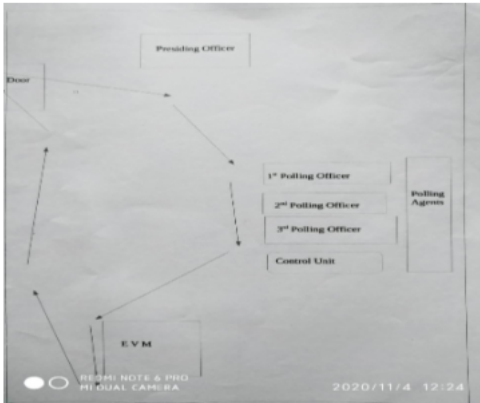 Presiding Officer
Door
1st Polling Officer
2nd Polling Officer
3rd Polling Officer
Control Unit
Polling
Agents
E V M
REDMI NOTE 6 PRO
MI DUAL CAMERA
2020/11/4 12:24